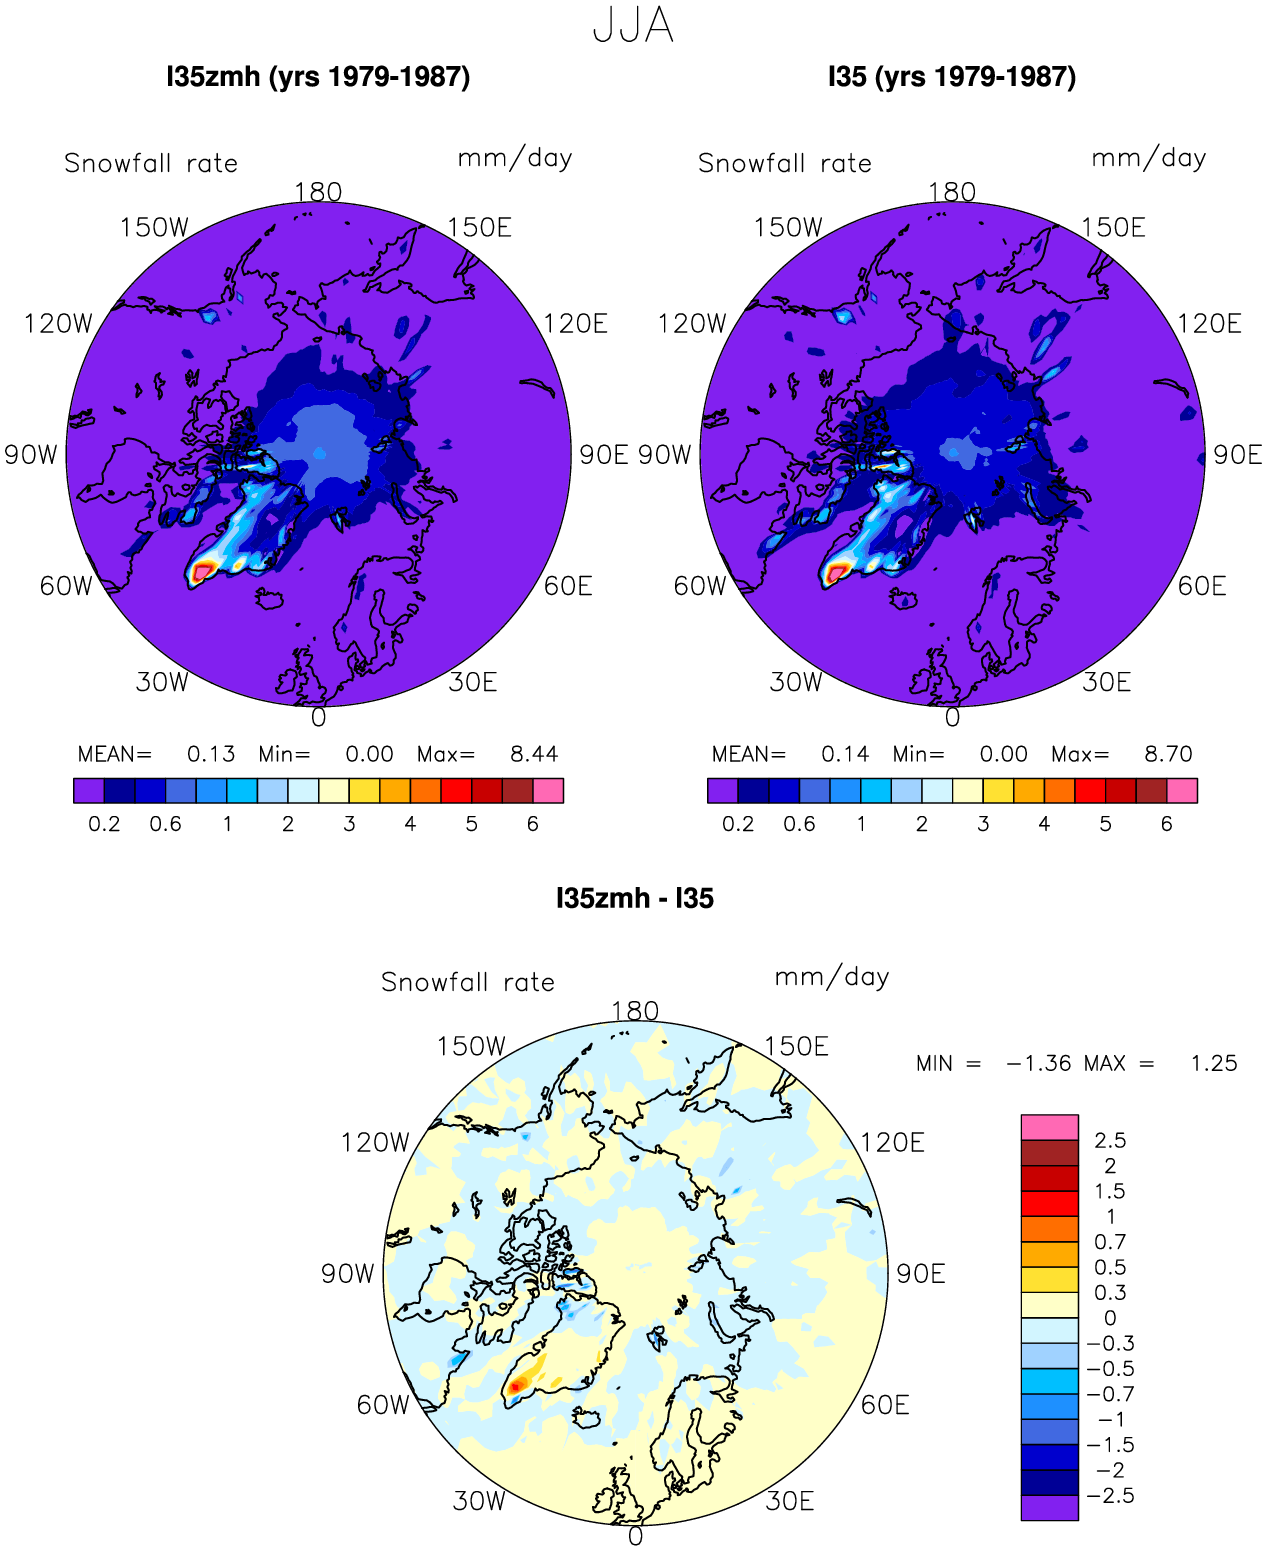 JJA
l35zmh (yrs 1979-1987)
l35 (yrs 1979-1987)
Snowfall rate mm/day
Snowfall rate mm/day
180
150W 150E
120W 120E
90W 90E
60W 60E
30W 30E
0
180
150W 150E
120W 120E
90W 90E
60W 60E
30W 30E
0
MEAN= 0.13 Min= 0.00 Max= 8.44
0.2 0.6 1 2 3 4 5 6
MEAN= 0.14 Min= 0.00 Max= 8.70
0.2 0.6 1 2 3 4 5 6
l35zmh - l35
Snowfall rate mm/day
180
150W 150E
120W 120E
90W 90E
60W 60E
30W 30E
0
MIN = -1.36 MAX = 1.25
2.5
2
1.5
1
0.7
0.5
0.3
0
-0.3
-0.5
-0.7
-1
-1.5
-2
-2.5